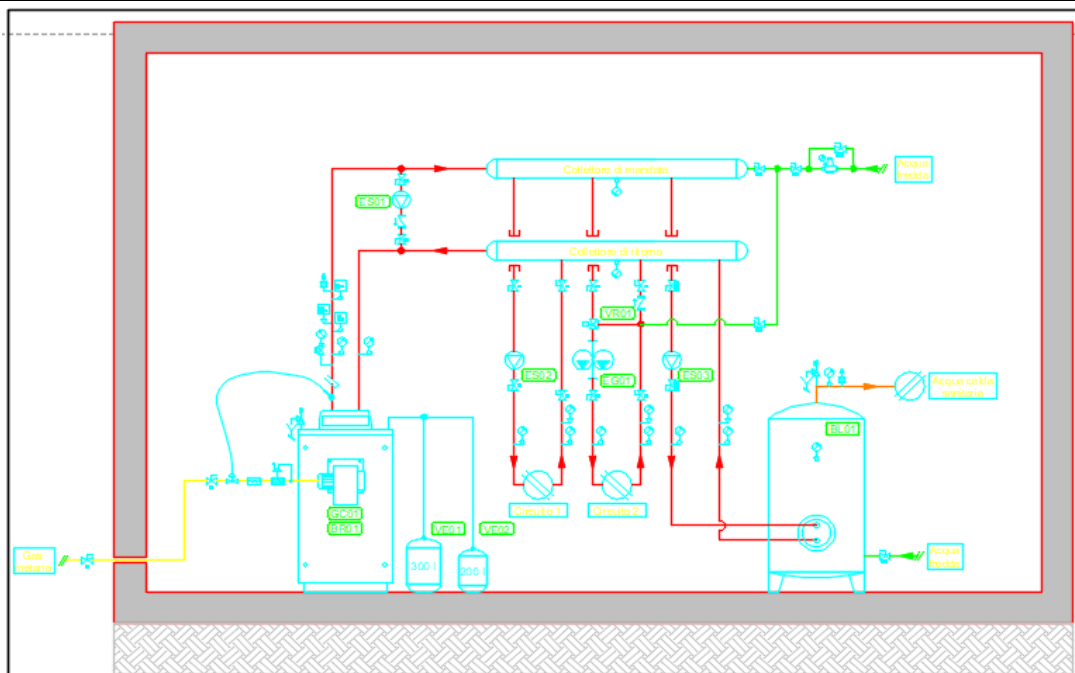 Collettore di mandata
Acqua
fredda
ES01
Collettore di ritorno
VR01
ES02
EG01
ES03
Acqua calda
sanitaria
BL01
Circuito 1
Circuito 2
GC01
BR01
VE01
VE02
Gas
metano
300 l
200 l
Acqua
fredda